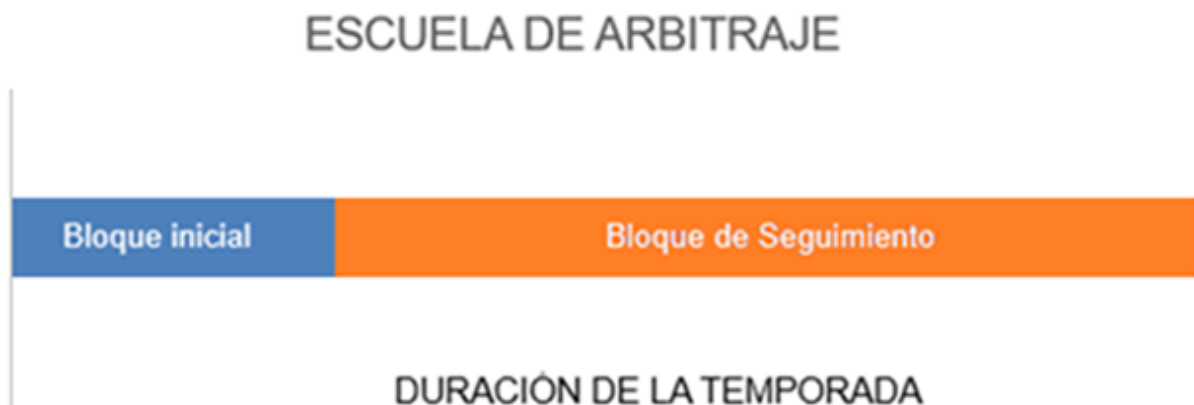 ESCUELA DE ARBITRAJE
Bloque inicial
Bloque de Seguimiento
DURACIÓN DE LA TEMPORADA